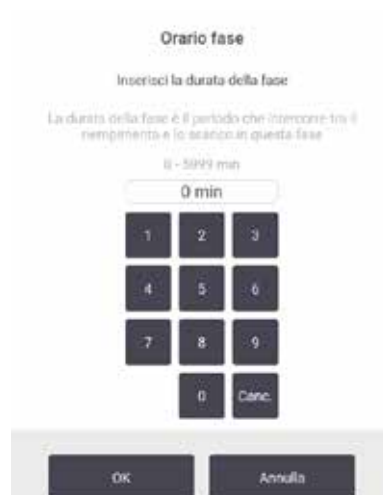 Orario fase
Inserisci la durata della fase
La durata della fase è il periodo che intercorre tra il
riempimento e lo scarico in questa fase
0 - 5999 min
0 min
1 2 3
4 5 6
7 8 9
0 Canc.
OK Annulla